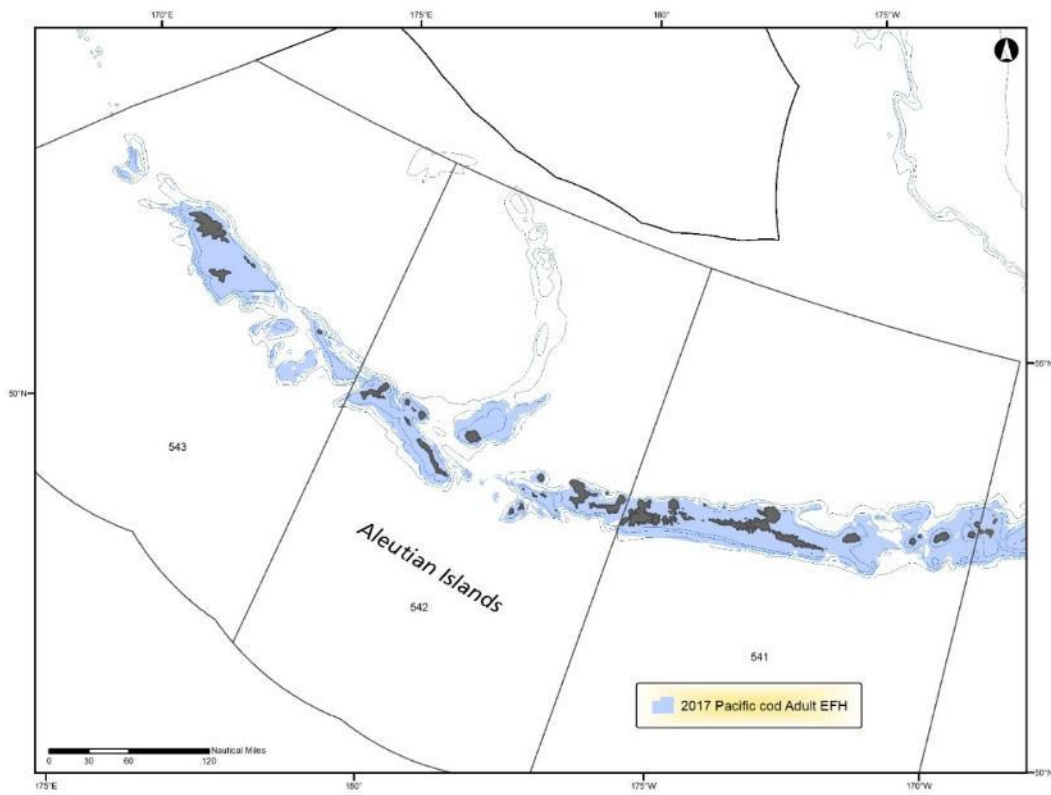 170°E
175°E
180°
175°W
55°N
50°N
543
542
541
Aleutian Islands
2017 Pacific cod Adult EFH
Nautical Miles
0 30 60 120
50°N
175°E
180°
175°W
170°W